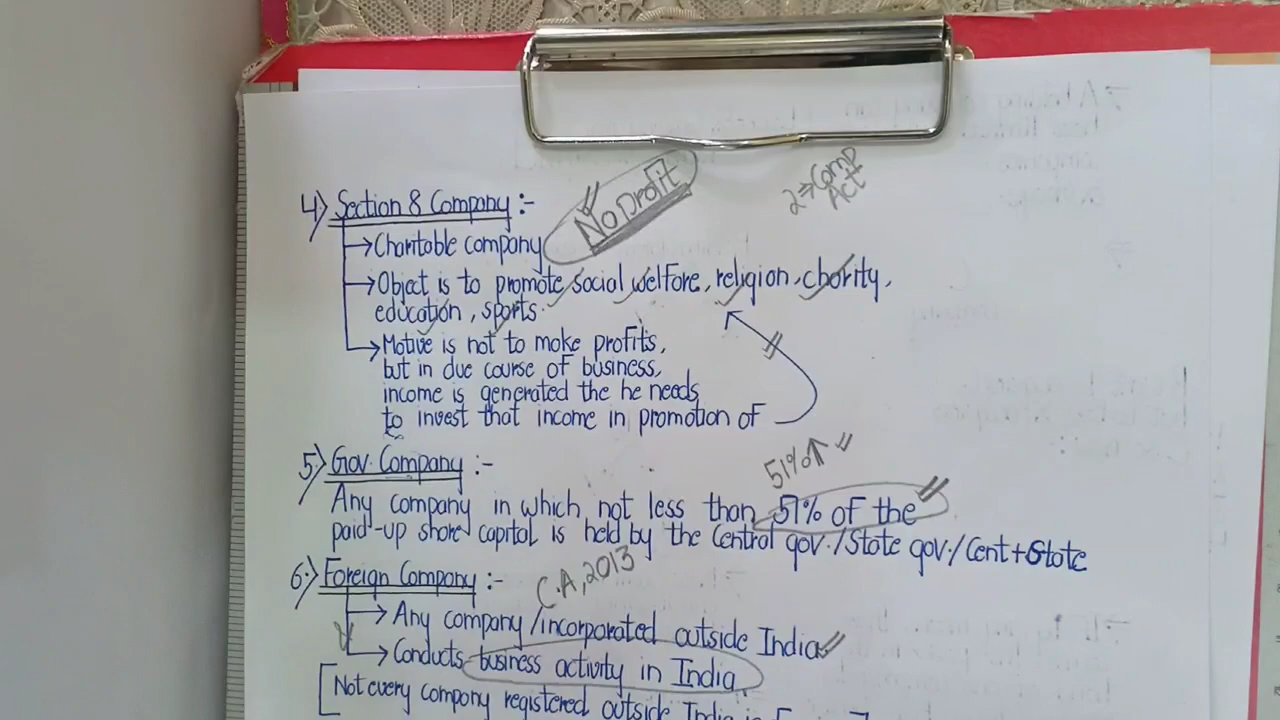 No profit
2⇒Comp
Act
4) Section 8 Company :-
→ Charitable company
→ Object is to promote social welfare, religion, chority,
education, sports.
→ Motive is not to make profits,
but in due course of business,
income is generated the he needs
to invest that income in promotion of
51%↑
5) Gov. Company :-
Any company in which not less than 51% of the
paid-up shore capital is held by the Central gov./State gov./Cent+State
6) Foreign Company :-
C.A, 2013
→ Any company/incorporated outside India
→ Conducts business activity in India
[Not every company registered outside India is